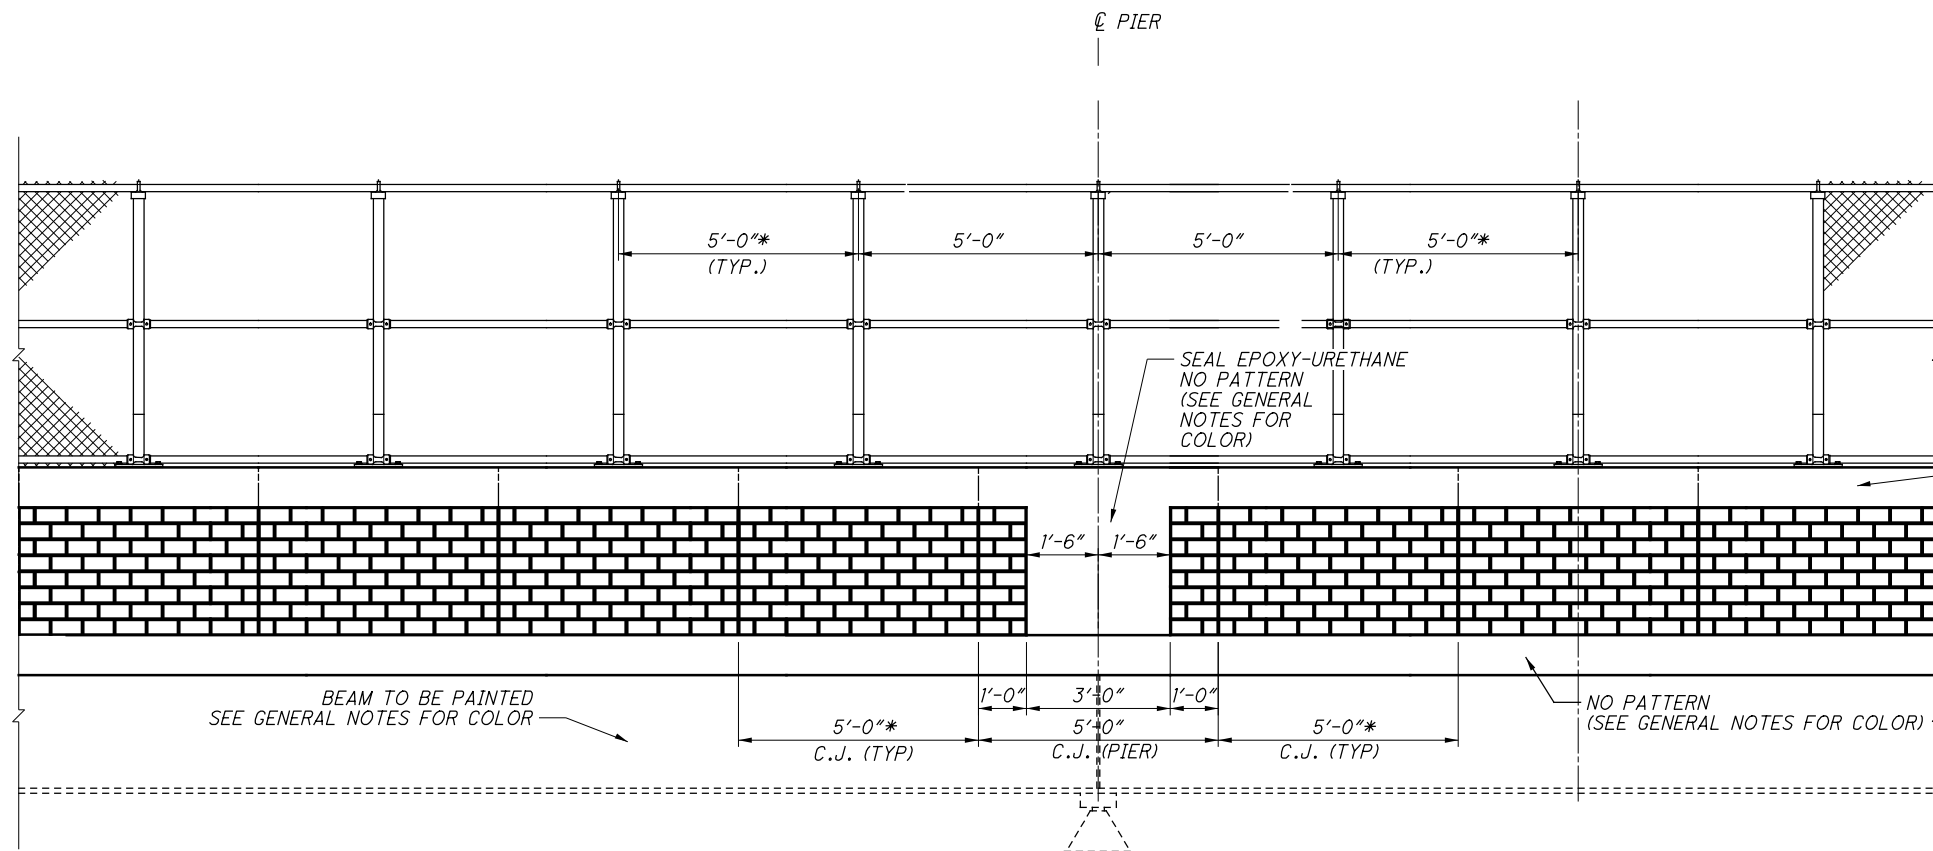 ℄ PIER
5'-0"*
(TYP.)
5'-0"
5'-0"
5'-0"*
(TYP.)
SEAL EPOXY-URETHANE
NO PATTERN
(SEE GENERAL
NOTES FOR
COLOR)
1'-6"
1'-6"
BEAM TO BE PAINTED
SEE GENERAL NOTES FOR COLOR
1'-0"
3'-0"
1'-0"
NO PATTERN
(SEE GENERAL NOTES FOR COLOR)
5'-0"*
C.J. (TYP)
5'-0"
C.J. (PIER)
5'-0"*
C.J. (TYP)